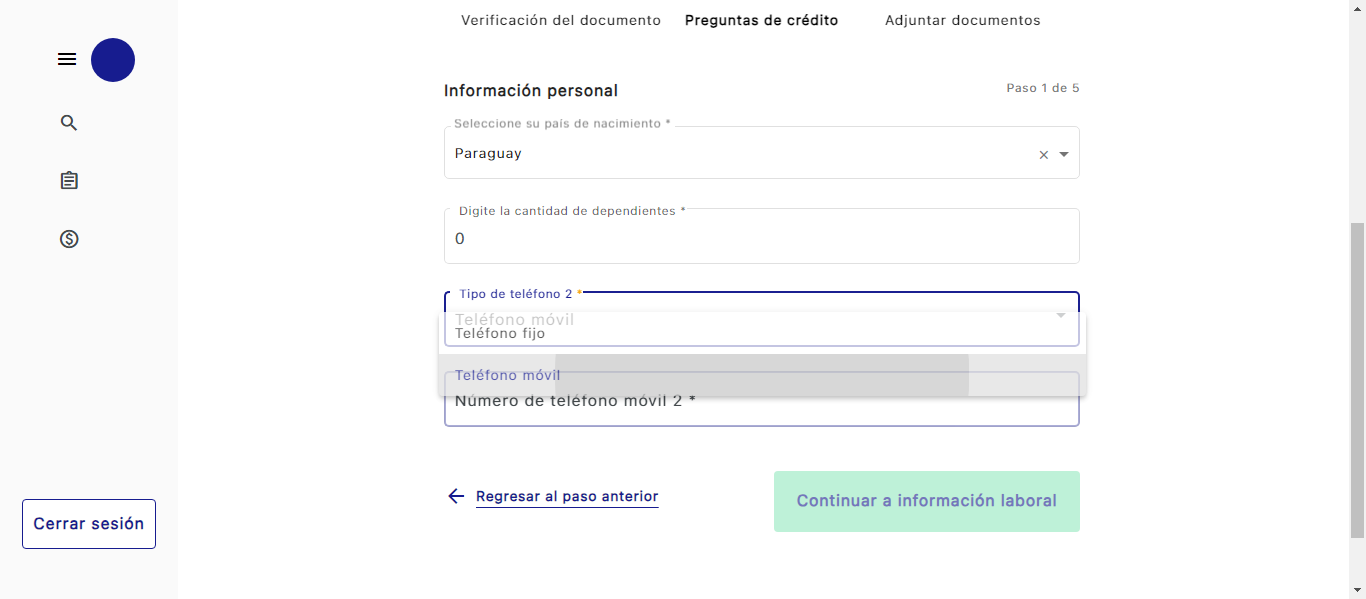 Verificación del documento Preguntas de crédito Adjuntar documentos
Información personal Paso 1 de 5
Seleccione su país de nacimiento *
Paraguay
Digite la cantidad de dependientes *
0
Tipo de teléfono 2 *
Teléfono móvil
Teléfono fijo
Teléfono móvil
Número de teléfono móvil 2 *
Regresar al paso anterior Continuar a información laboral
Cerrar sesión